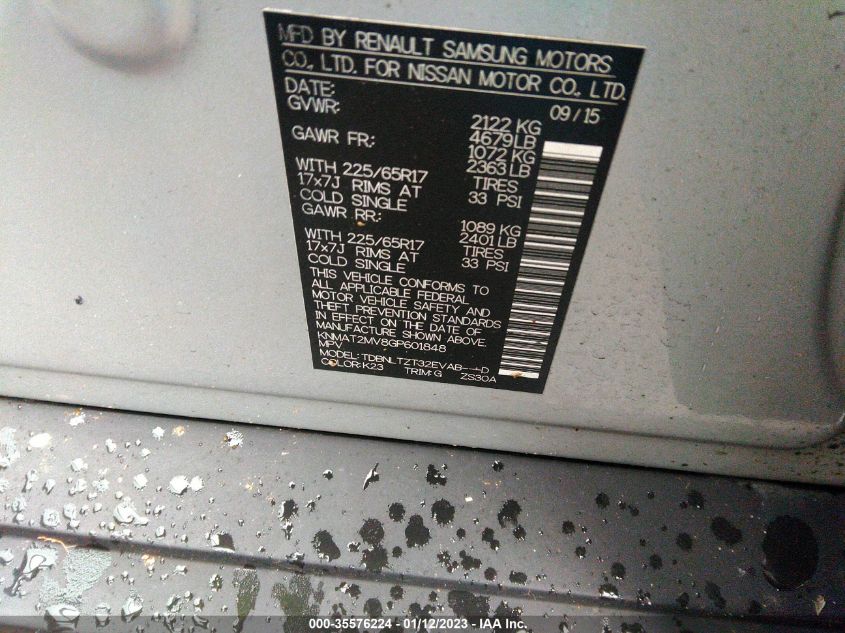 MFD BY RENAULT SAMSUNG MOTORS
CO., LTD. FOR NISSAN MOTOR CO., LTD.
DATE: 09/15
GVWR: 2122 KG
4679 LB
GAWR FR: 1072 KG
2363 LB
WITH 225/65R17 TIRES
17x7J RIMS AT 33 PSI
COLD SINGLE
GAWR RR: 1089 KG
2401 LB
WITH 225/65R17 TIRES
17x7J RIMS AT 33 PSI
COLD SINGLE
THIS VEHICLE CONFORMS TO
ALL APPLICABLE FEDERAL
MOTOR VEHICLE SAFETY AND
THEFT PREVENTION STANDARDS
IN EFFECT ON THE DATE OF
MANUFACTURE SHOWN ABOVE.
KNMAT2MV8GP601848
MPV
MODEL: TDBNLTZT32EVAB---D
COLOR: K23 TRIM: G ZS30A
000-35576224 - 01/12/2023 - IAA Inc.